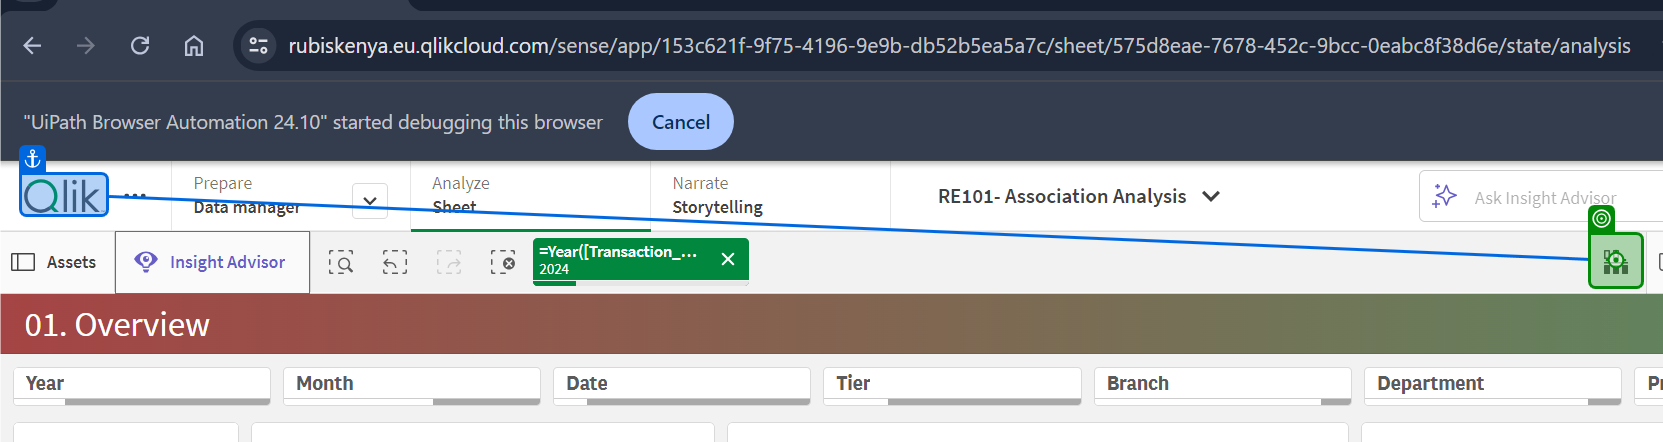 rubiskenya.eu.qlikcloud.com/sense/app/153c621f-9f75-4196-9e9b-db52b5ea5a7c/sheet/575d8eae-7678-452c-9bcc-0eabc8f38d6e/state/analysis
"UiPath Browser Automation 24.10" started debugging this browser
Cancel
Qlik
Prepare
Data manager
Analyze
Sheet
Narrate
Storytelling
RE101- Association Analysis
Ask Insight Advisor
Assets
Insight Advisor
=Year([Transaction_...
2024
01. Overview
Year
Month
Date
Tier
Branch
Department